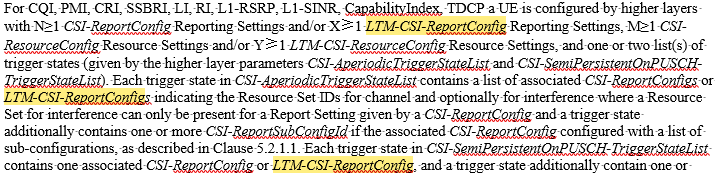 For CQI, PMI, CRI, SSBRI, LI, RI, L1-RSRP, L1-SINR, CapabilityIndex, TDCP a UE is configured by higher layers
with N≥1 CSI-ReportConfig Reporting Settings and/or X≥1 LTM-CSI-ReportConfig Reporting Settings, M≥1 CSI-
ResourceConfig Resource Settings and/or Y≥1 LTM-CSI-ResourceConfig Resource Settings, and one or two list(s) of
trigger states (given by the higher layer parameters CSI-AperiodicTriggerStateList and CSI-SemiPersistentOnPUSCH-
TriggerStateList). Each trigger state in CSI-AperiodicTriggerStateList contains a list of associated CSI-ReportConfigs or
LTM-CSI-ReportConfigs, indicating the Resource Set IDs for channel and optionally for interference where a Resource
Set for interference can only be present for a Report Setting given by a CSI-ReportConfig and a trigger state
additionally contains one or more CSI-ReportSubConfigId if the associated CSI-ReportConfig configured with a list of
sub-configurations, as described in Clause 5.2.1.1. Each trigger state in CSI-SemiPersistentOnPUSCH-TriggerStateList
contains one associated CSI-ReportConfig or LTM-CSI-ReportConfig, and a trigger state additionally contain one or